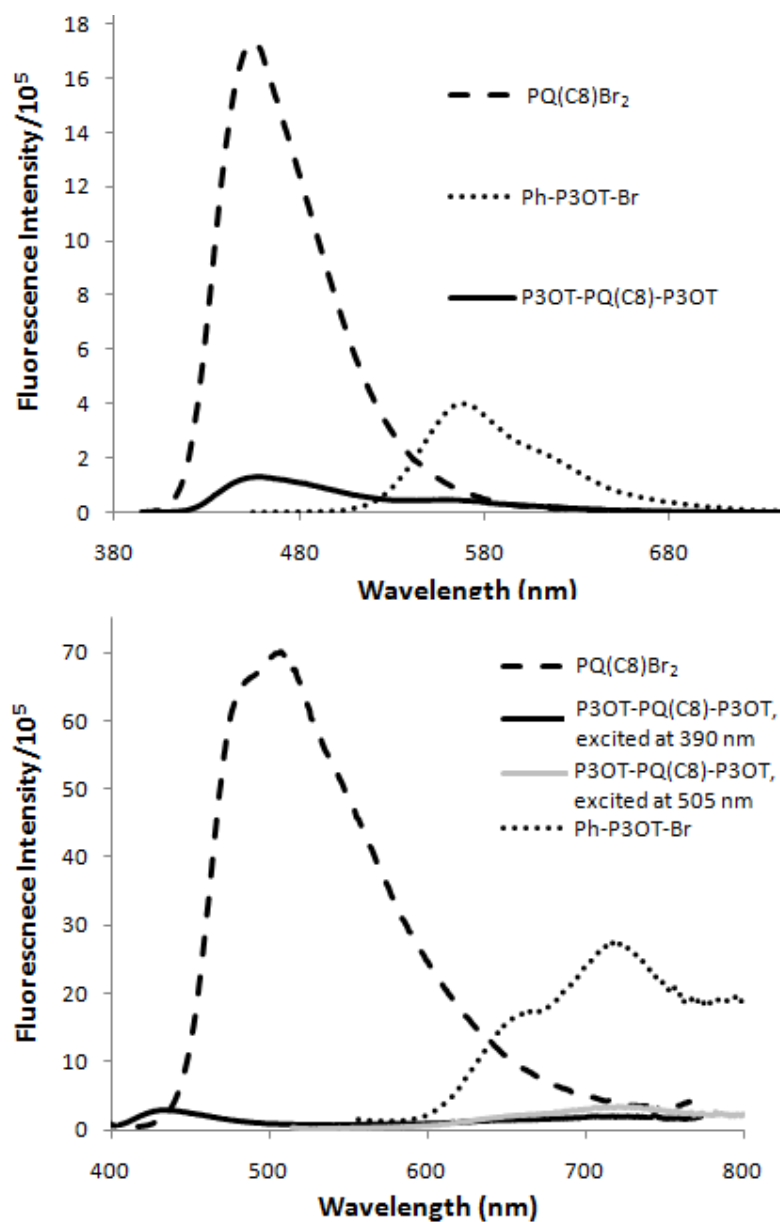 Fluorescence Intensity/10⁵
18
16
14
12
10
8
6
4
2
0
380
480
580
680
Wavelength (nm)
PQ(C8)Br₂
Ph-P3OT-Br
P3OT-PQ(C8)-P3OT
Fluorescnece Intensity/10⁵
70
60
50
40
30
20
10
0
400
500
600
700
800
Wavelength (nm)
PQ(C8)Br₂
P3OT-PQ(C8)-P3OT,
excited at 390 nm
P3OT-PQ(C8)-P3OT,
excited at 505 nm
Ph-P3OT-Br